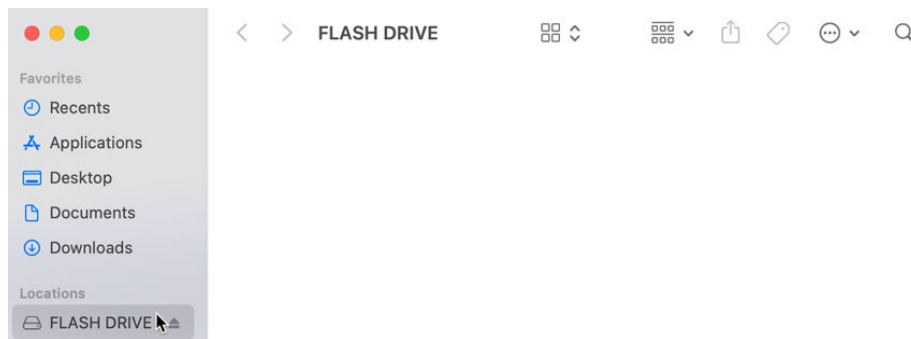 FLASH DRIVE
Favorites
Recents
Applications
Desktop
Documents
Downloads
Locations
FLASH DRIVE